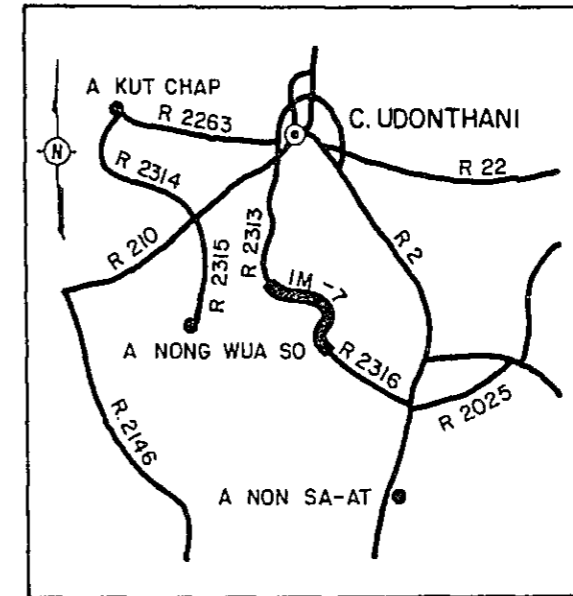 A KUT CHAP
R 2263
C. UDONTHANI
N
R 2314
R 22
R 210
R 2315
R 2313
R 2
IM -7
A NONG WUA SO
R 2316
R 2025
R.2146
A NON SA-AT